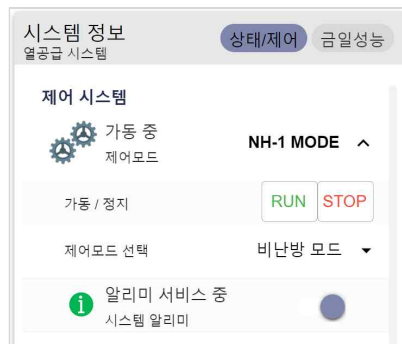 시스템 정보
열공급 시스템
상태/제어 금일성능
제어 시스템
가동 중
제어모드
NH-1 MODE
가동 / 정지 RUN STOP
제어모드 선택 비난방 모드
알리미 서비스 중
시스템 알리미